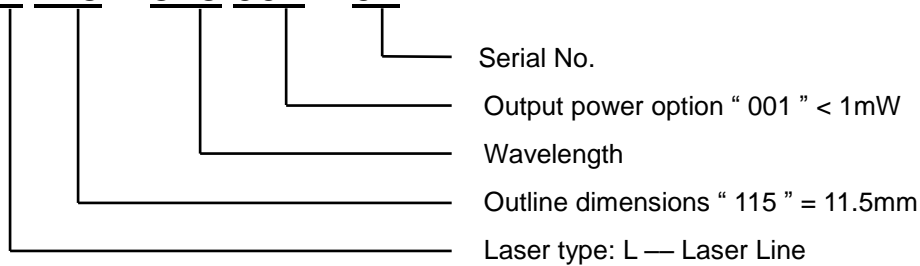 Serial No.
Output power option “ 001 ” < 1mW
Wavelength
Outline dimensions “ 115 ” = 11.5mm
Laser type: L — Laser Line